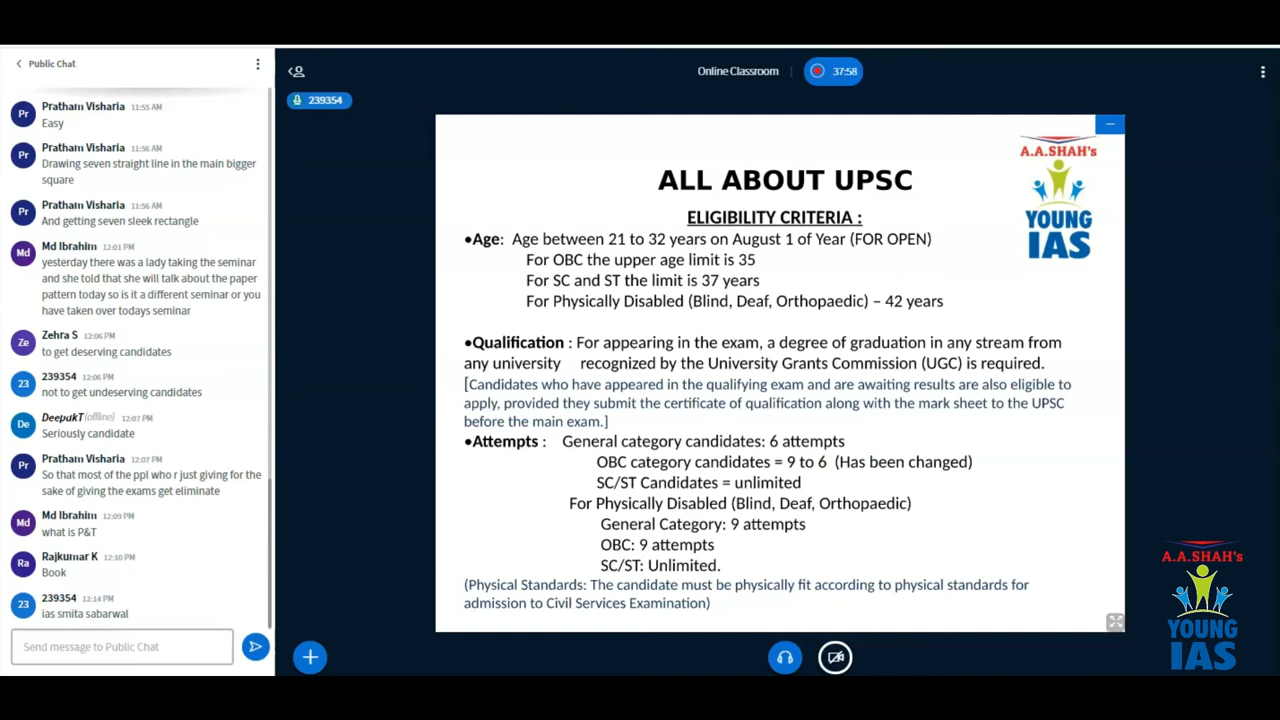 Public Chat
Pratham Visharia 11:55 AM
Easy
Pratham Visharia 11:56 AM
Drawing seven straight line in the main bigger
square
Pratham Visharia 11:56 AM
And getting seven sleek rectangle
Md Ibrahim 12:01 PM
yesterday there was a lady taking the seminar
and she told that she will talk about the paper
pattern today so is it a different seminar or you
have taken over todays seminar
Zehra S 12:06 PM
to get deserving candidates
239354 12:06 PM
not to get undeserving candidates
DeepakT (offline) 12:07 PM
Seriously candidate
Pratham Visharia 12:07 PM
So that most of the ppl who r just giving for the
sake of giving the exams get eliminate
Md Ibrahim 12:09 PM
what is P&T
Rajkumar K 12:10 PM
Book
239354 12:14 PM
ias smita sabarwal
Send message to Public Chat
Pr
Pr
Pr
Md
Ze
23
De
Pr
Md
Ra
23
Online Classroom
37:58
239354
A.A.SHAH's
YOUNG
IAS
ALL ABOUT UPSC
ELIGIBILITY CRITERIA :
•Age: Age between 21 to 32 years on August 1 of Year (FOR OPEN)
For OBC the upper age limit is 35
For SC and ST the limit is 37 years
For Physically Disabled (Blind, Deaf, Orthopaedic) – 42 years
•Qualification : For appearing in the exam, a degree of graduation in any stream from
any university recognized by the University Grants Commission (UGC) is required.
[Candidates who have appeared in the qualifying exam and are awaiting results are also eligible to
apply, provided they submit the certificate of qualification along with the mark sheet to the UPSC
before the main exam.]
•Attempts : General category candidates: 6 attempts
OBC category candidates = 9 to 6 (Has been changed)
SC/ST Candidates = unlimited
For Physically Disabled (Blind, Deaf, Orthopaedic)
General Category: 9 attempts
OBC: 9 attempts
SC/ST: Unlimited.
(Physical Standards: The candidate must be physically fit according to physical standards for
admission to Civil Services Examination)
A.A.SHAH's
YOUNG
IAS